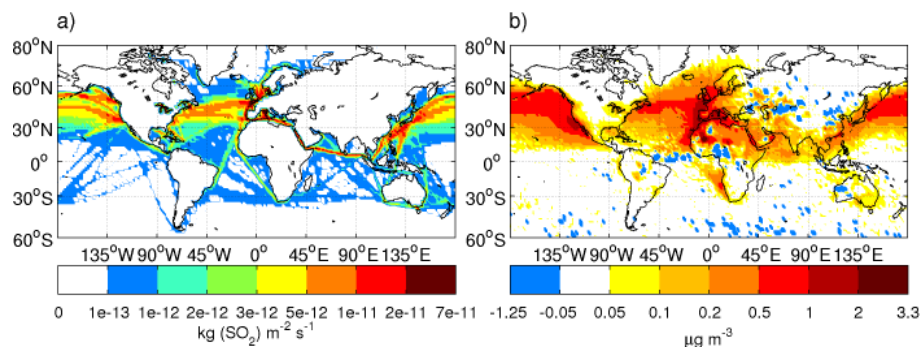 a)
80°N
60°N
30°N
0°
30°S
60°S
135°W 90°W 45°W 0° 45°E 90°E 135°E
0 1e-13 1e-12 2e-12 3e-12 5e-12 1e-11 2e-11 7e-11
kg (SO₂) m⁻² s⁻¹
b)
80°N
60°N
30°N
0°
30°S
60°S
135°W 90°W 45°W 0° 45°E 90°E 135°E
-1.25 -0.05 0.05 0.1 0.2 0.5 1 2 3.3
µg m⁻³